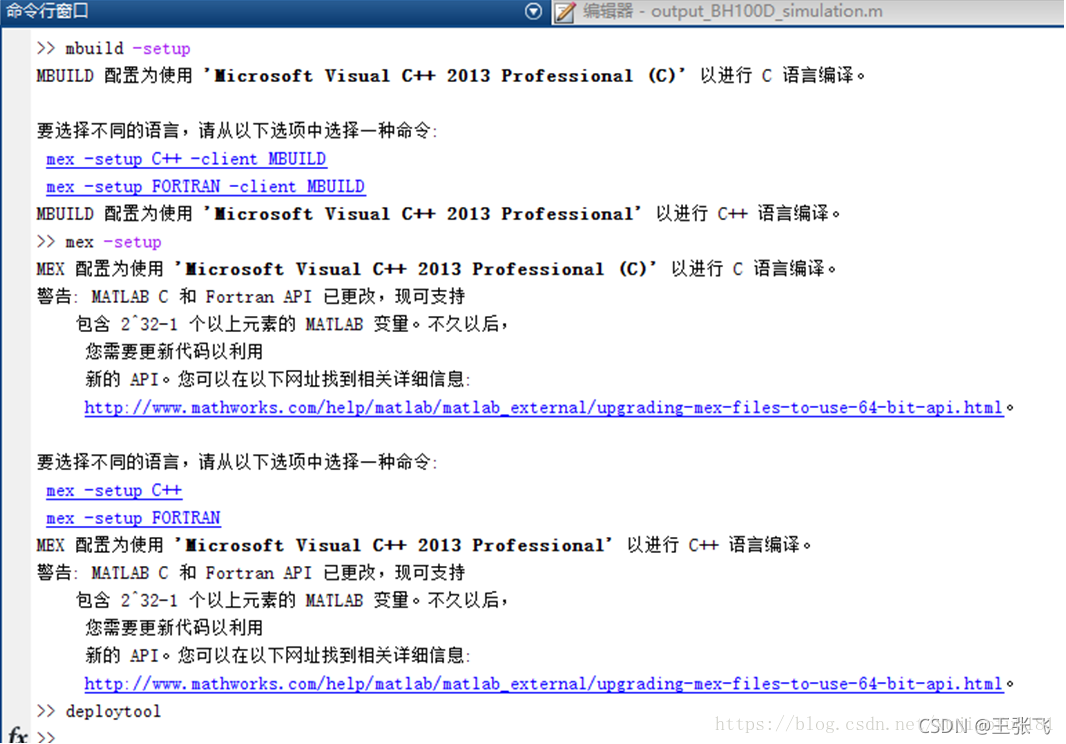 命令行窗口
编辑器 - output_BH100D_simulation.m
>> mbuild -setup
MBUILD 配置为使用 'Microsoft Visual C++ 2013 Professional (C)' 以进行 C 语言编译。
要选择不同的语言，请从以下选项中选择一种命令:
mex -setup C++ -client MBUILD
mex -setup FORTRAN -client MBUILD
MBUILD 配置为使用 'Microsoft Visual C++ 2013 Professional' 以进行 C++ 语言编译。
>> mex -setup
MEX 配置为使用 'Microsoft Visual C++ 2013 Professional (C)' 以进行 C 语言编译。
警告: MATLAB C 和 Fortran API 已更改，现可支持
包含 2^32-1 个以上元素的 MATLAB 变量。不久以后，
您需要更新代码以利用
新的 API。您可以在以下网址找到相关详细信息:
http://www.mathworks.com/help/matlab/matlab_external/upgrading-mex-files-to-use-64-bit-api.html。
要选择不同的语言，请从以下选项中选择一种命令:
mex -setup C++
mex -setup FORTRAN
MEX 配置为使用 'Microsoft Visual C++ 2013 Professional' 以进行 C++ 语言编译。
警告: MATLAB C 和 Fortran API 已更改，现可支持
包含 2^32-1 个以上元素的 MATLAB 变量。不久以后，
您需要更新代码以利用
新的 API。您可以在以下网址找到相关详细信息:
http://www.mathworks.com/help/matlab/matlab_external/upgrading-mex-files-to-use-64-bit-api.html。
>> deploytool
fx >>
https://blog.csdn.net
CSDN @王张飞